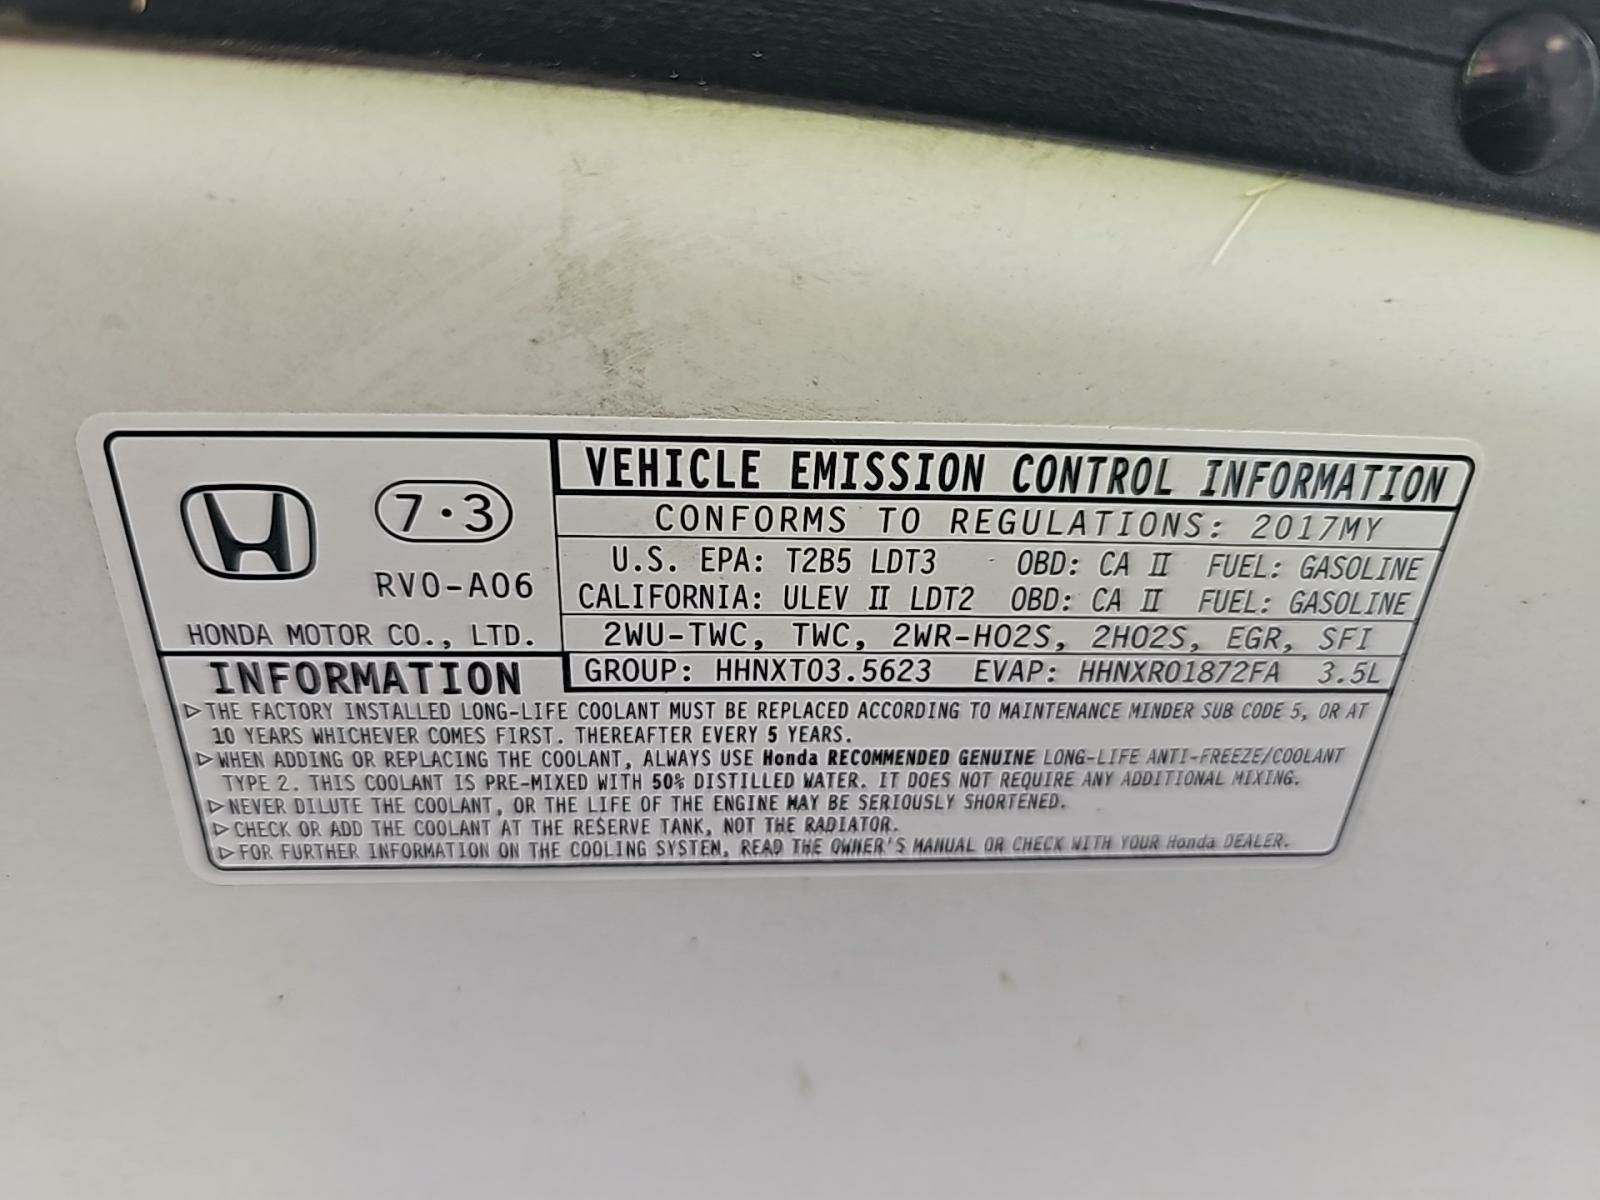 7·3
RV0-A06
HONDA MOTOR CO., LTD.
VEHICLE EMISSION CONTROL INFORMATION
CONFORMS TO REGULATIONS: 2017MY
U.S. EPA: T2B5 LDT3 OBD: CA II FUEL: GASOLINE
CALIFORNIA: ULEV II LDT2 OBD: CA II FUEL: GASOLINE
2WU-TWC, TWC, 2WR-HO2S, 2HO2S, EGR, SFI
GROUP: HHNXT03.5623 EVAP: HHNXR01872FA 3.5L
INFORMATION
▷THE FACTORY INSTALLED LONG-LIFE COOLANT MUST BE REPLACED ACCORDING TO MAINTENANCE MINDER SUB CODE 5, OR AT
10 YEARS WHICHEVER COMES FIRST. THEREAFTER EVERY 5 YEARS.
▷WHEN ADDING OR REPLACING THE COOLANT, ALWAYS USE Honda RECOMMENDED GENUINE LONG-LIFE ANTI-FREEZE/COOLANT
TYPE 2. THIS COOLANT IS PRE-MIXED WITH 50% DISTILLED WATER. IT DOES NOT REQUIRE ANY ADDITIONAL MIXING.
▷NEVER DILUTE THE COOLANT, OR THE LIFE OF THE ENGINE MAY BE SERIOUSLY SHORTENED.
▷CHECK OR ADD THE COOLANT AT THE RESERVE TANK, NOT THE RADIATOR.
▷FOR FURTHER INFORMATION ON THE COOLING SYSTEM, READ THE OWNER'S MANUAL OR CHECK WITH YOUR Honda DEALER.